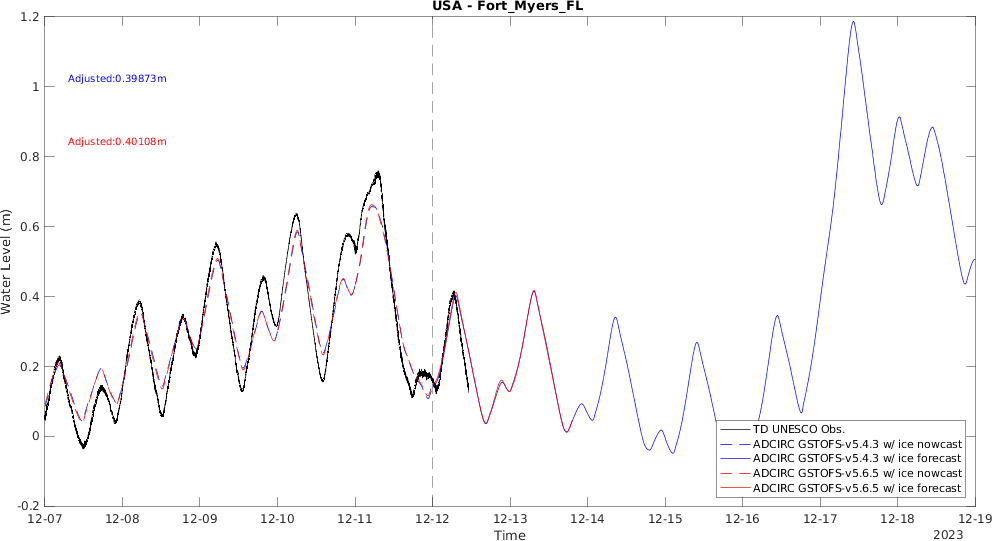 USA - Fort_Myers_FL
1.2
1
0.8
0.6
0.4
0.2
0
-0.2
Water Level (m)
Adjusted:0.39873m
Adjusted:0.40108m
TD UNESCO Obs.
ADCIRC GSTOFS-v5.4.3 w/ ice nowcast
ADCIRC GSTOFS-v5.4.3 w/ ice forecast
ADCIRC GSTOFS-v5.6.5 w/ ice nowcast
ADCIRC GSTOFS-v5.6.5 w/ ice forecast
12-07 12-08 12-09 12-10 12-11 12-12 12-13 12-14 12-15 12-16 12-17 12-18 12-19
Time
2023